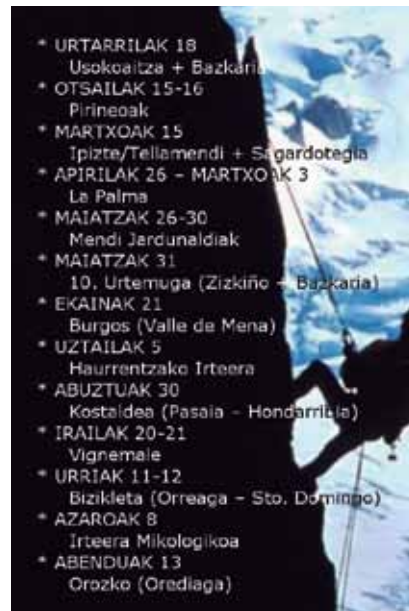 * URTARRILAK 18
Usokoaitza + Bazkaria
* OTSAILAK 15-16
Pirineoak
* MARTXOAK 15
Ipizte/Tellamendi + Sagardotegia
* APIRILAK 26 – MARTXOAK 3
La Palma
* MAIATZAK 26-30
Mendi Jardunaldiak
* MAIATZAK 31
10. Urtemuga (Zizkiño – Bazkaria)
* EKAINAK 21
Burgos (Valle de Mena)
* UZTAILAK 5
Haurrentzako Irteera
* ABUZTUAK 30
Kostaldea (Pasaia – Hondarribia)
* IRAILAK 20-21
Vignemale
* URRIAK 11-12
Bizikleta (Orreaga – Sto. Domingo)
* AZAROAK 8
Irteera Mikologikoa
* ABENDUAK 13
Orozko (Orediaga)